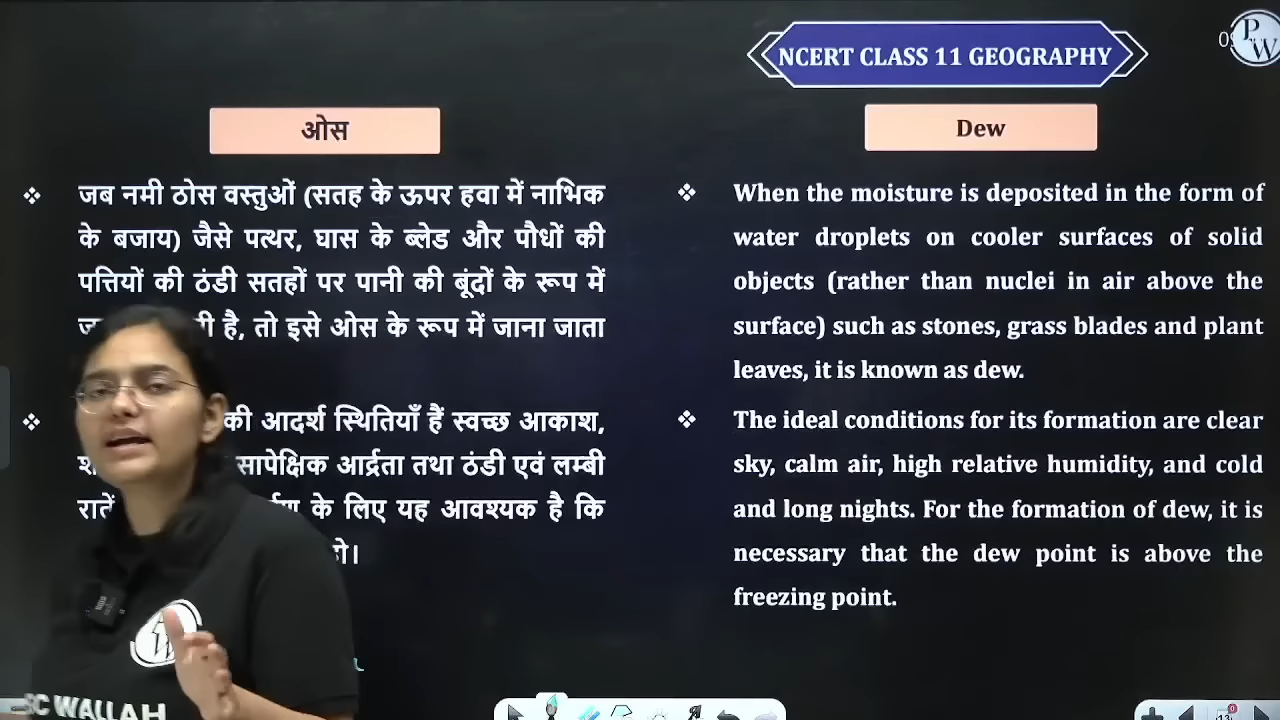 NCERT CLASS 11 GEOGRAPHY
PW
ओस
जब नमी ठोस वस्तुओं (सतह के ऊपर हवा में नाभिक
के बजाय) जैसे पत्थर, घास के ब्लेड और पौधों की
पत्तियों की ठंडी सतहों पर पानी की बूंदों के रूप में
है, तो इसे ओस के रूप में जाना जाता
की आदर्श स्थितियाँ हैं स्वच्छ आकाश,
सापेक्षिक आर्द्रता तथा ठंडी एवं लम्बी
रातें के लिए यह आवश्यक है कि
Dew
When the moisture is deposited in the form of
water droplets on cooler surfaces of solid
objects (rather than nuclei in air above the
surface) such as stones, grass blades and plant
leaves, it is known as dew.
The ideal conditions for its formation are clear
sky, calm air, high relative humidity, and cold
and long nights. For the formation of dew, it is
necessary that the dew point is above the
freezing point.
WALLAH